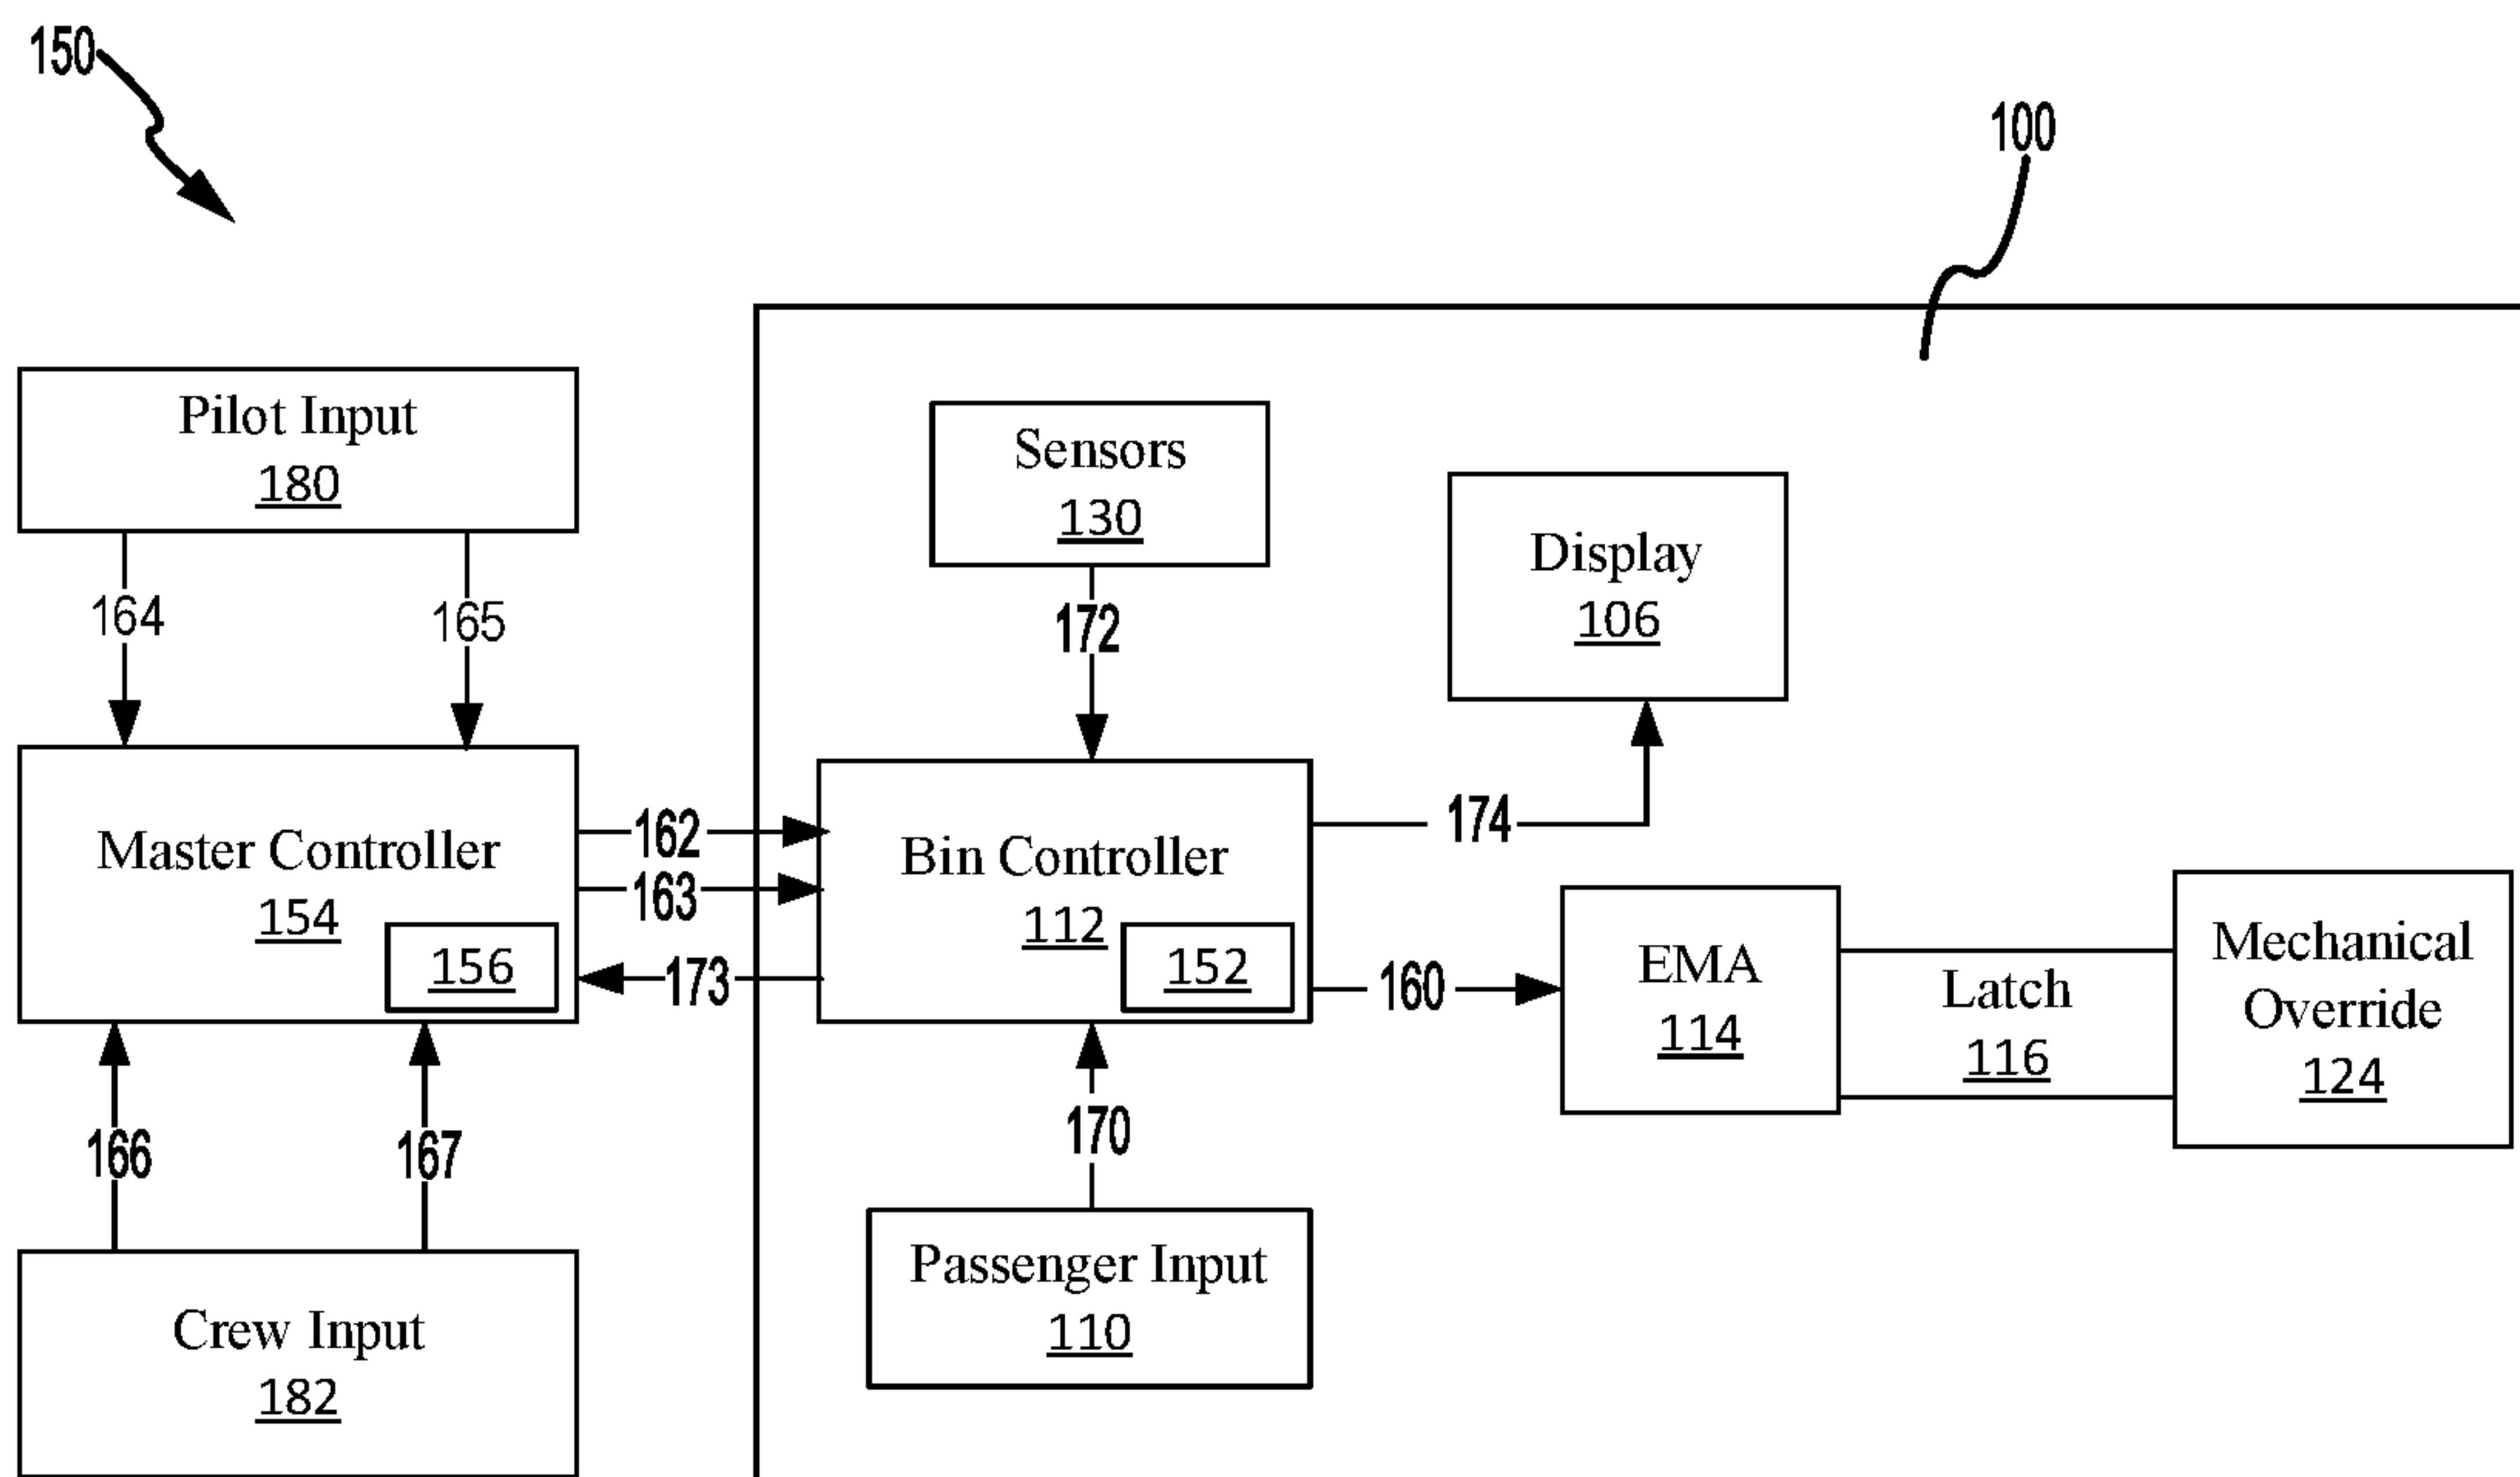 150
100
Pilot Input
180
Sensors
130
Display
106
164
165
172
Master Controller
154
156
162
163
173
Bin Controller
112
152
174
160
EMA
114
Latch
116
Mechanical
Override
124
166
167
170
Passenger Input
110
Crew Input
182